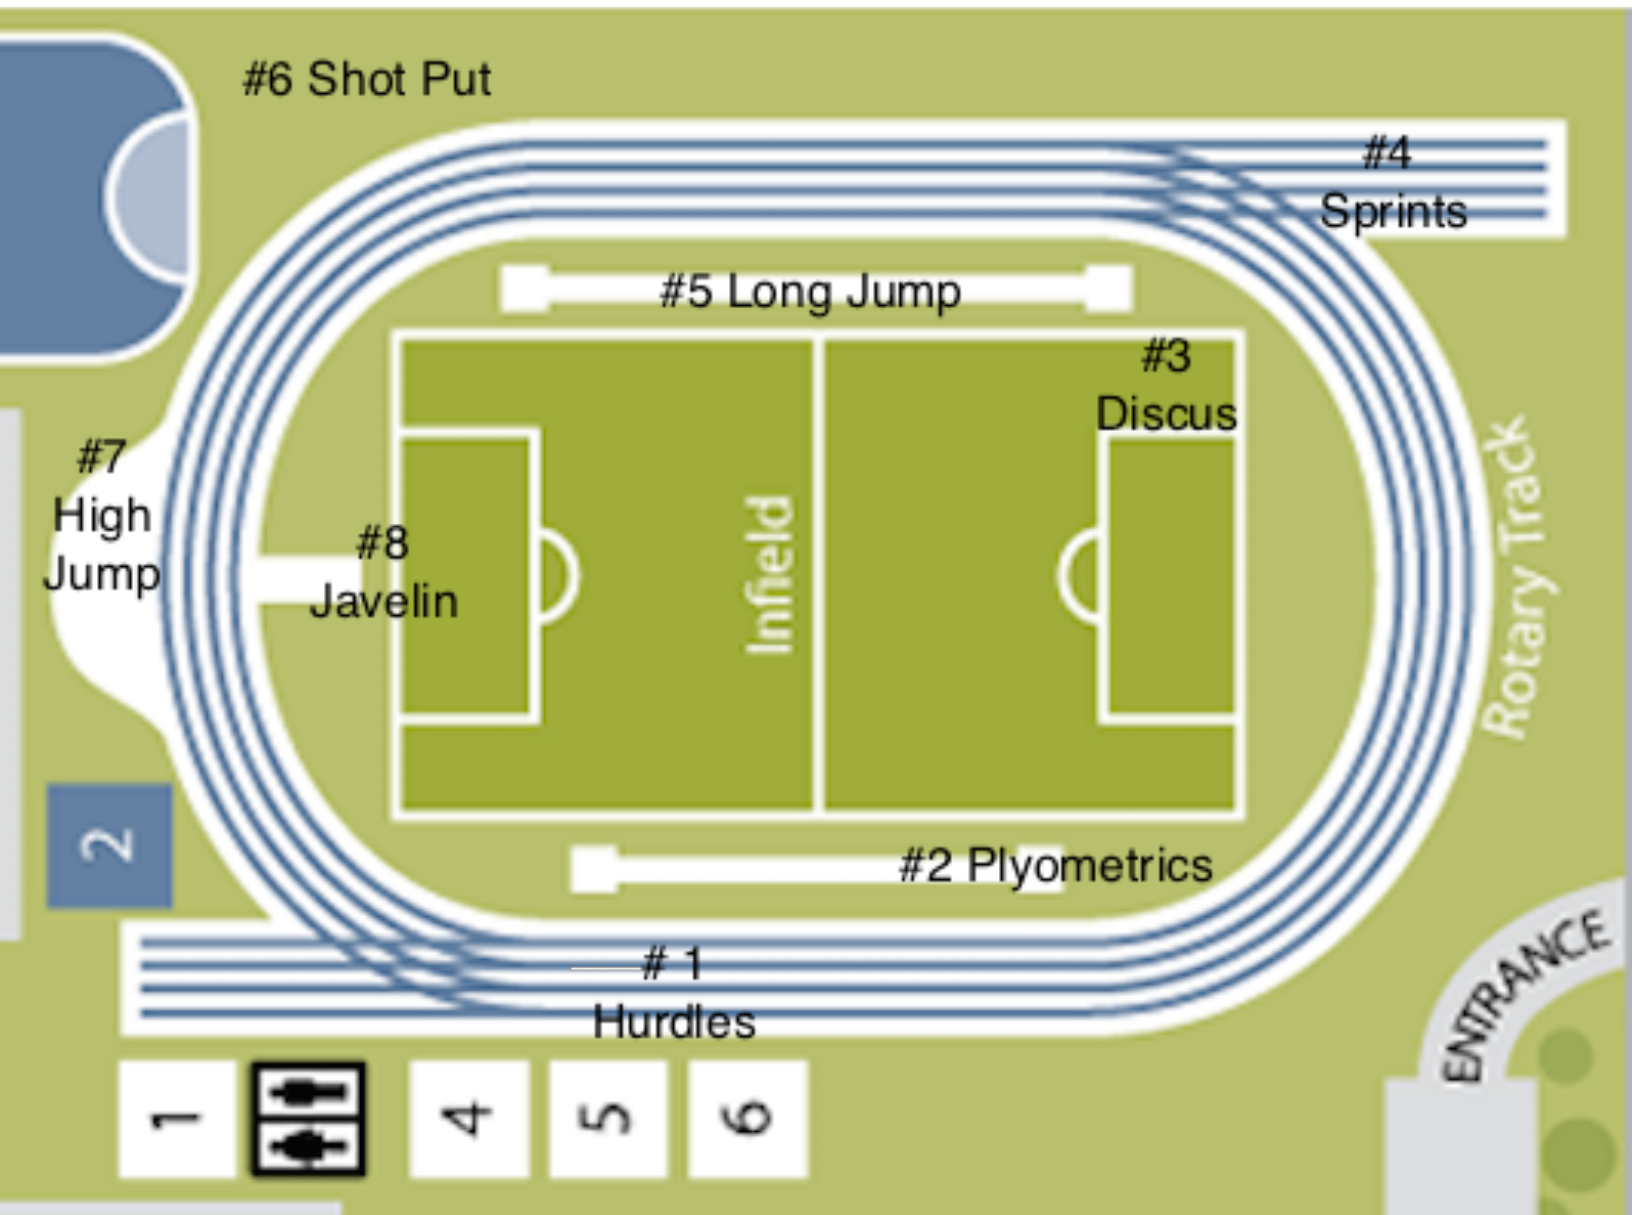 #6 Shot Put
#4
Sprints
#5 Long Jump
#3
Discus
#7
High
Jump
#8
Javelin
Infield
Rotary Track
2
#2 Plyometrics
# 1
Hurdles
ENTRANCE
1
4
5
6